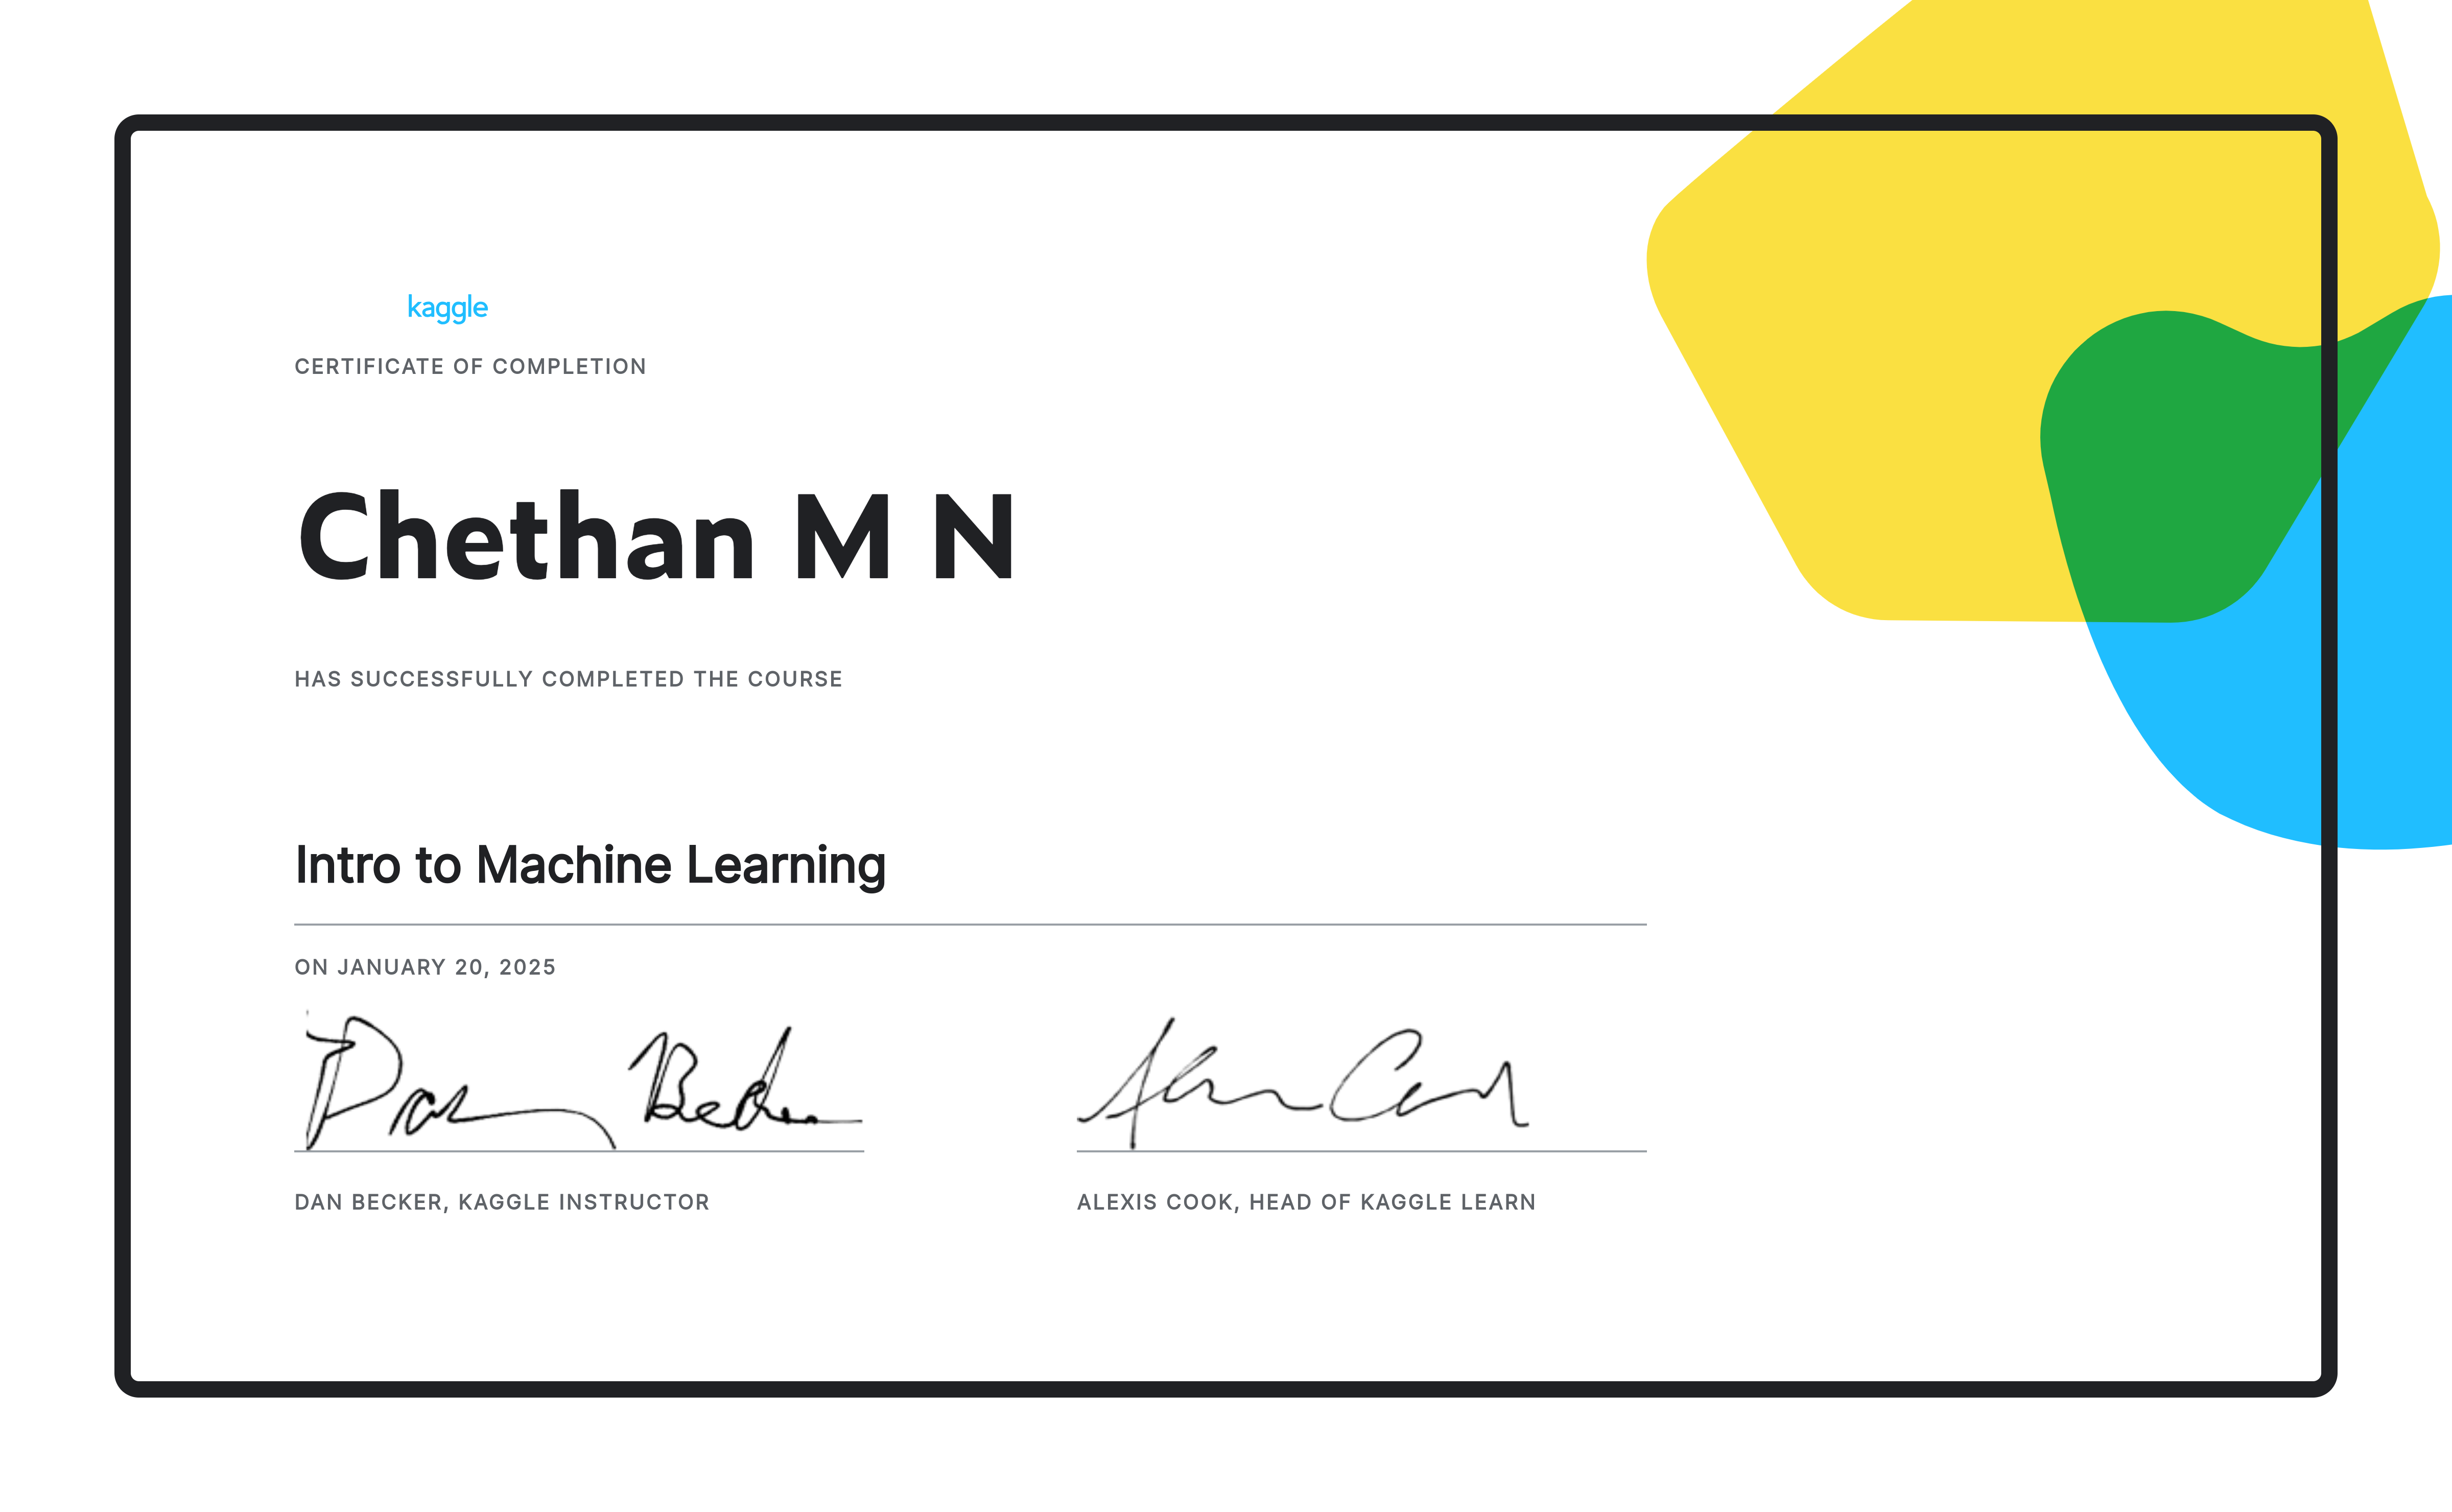 kaggle
CERTIFICATE OF COMPLETION
Chethan M N
HAS SUCCESSFULLY COMPLETED THE COURSE
Intro to Machine Learning
ON JANUARY 20, 2025
Dan Becker
Alexis Cook
DAN BECKER, KAGGLE INSTRUCTOR
ALEXIS COOK, HEAD OF KAGGLE LEARN